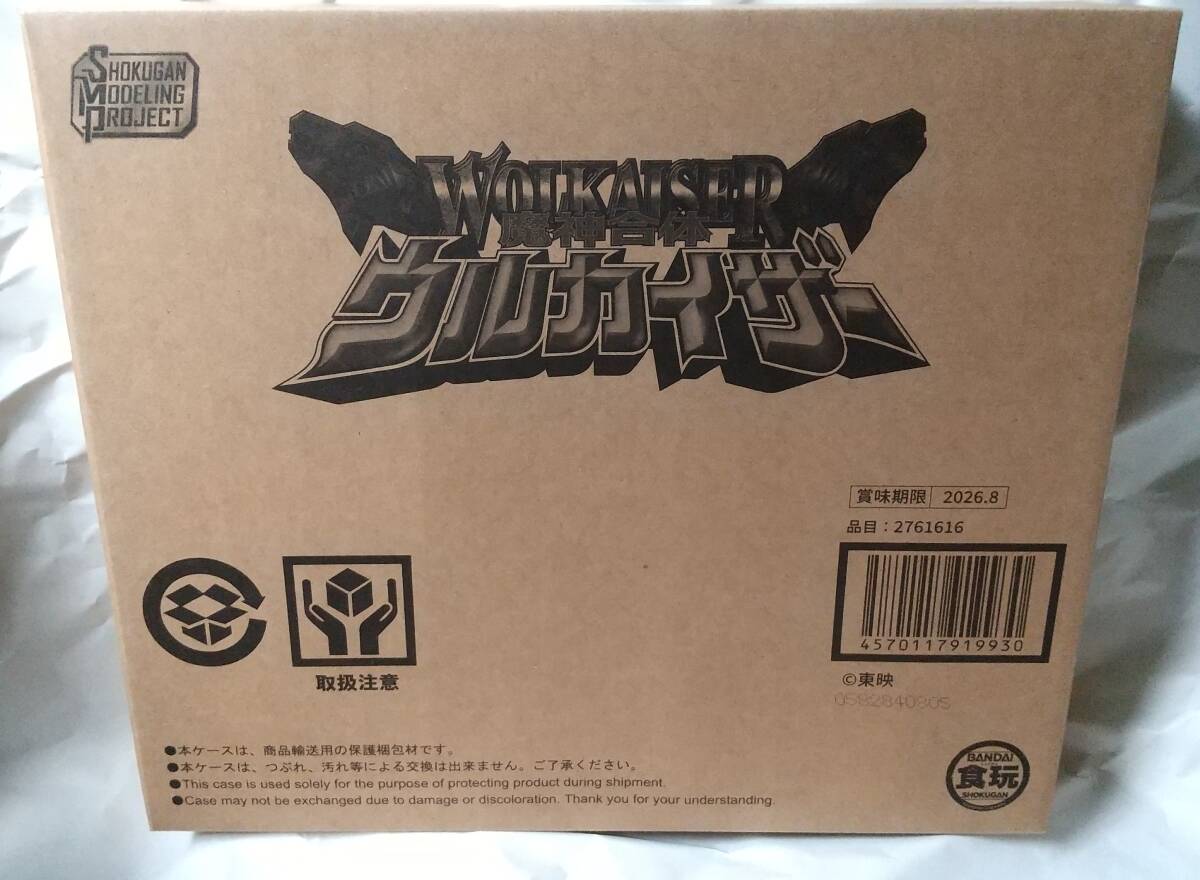 SHOKUGAN
MODELING
PROJECT
WOLKAISER
魔神合体
ウルカイザー
賞味期限 2026.8
品目：2761616
4570117919930
取扱注意
©東映
0582840805
●本ケースは、商品輸送用の保護梱包材です。
●本ケースは、つぶれ、汚れ等による交換は出来ません。ご了承ください。
●This case is used solely for the purpose of protecting product during shipment.
●Case may not be exchanged due to damage or discoloration. Thank you for your understanding.
BANDAI
食玩
SHOKUGAN